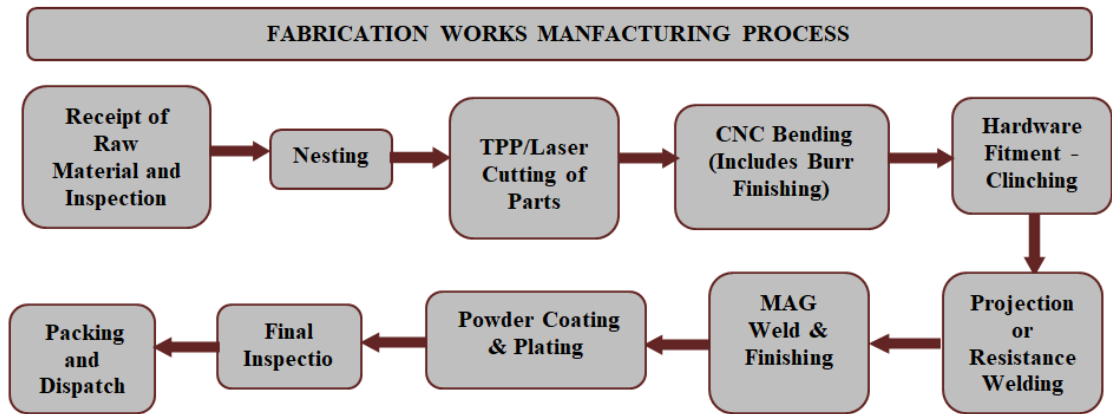 FABRICATION WORKS MANFACTURING PROCESS
Receipt of
Raw
Material and
Inspection
Nesting
TPP/Laser
Cutting of
Parts
CNC Bending
(Includes Burr
Finishing)
Hardware
Fitment -
Clinching
Projection
or
Resistance
Welding
MAG
Weld &
Finishing
Powder Coating
& Plating
Final
Inspectio
Packing
and
Dispatch